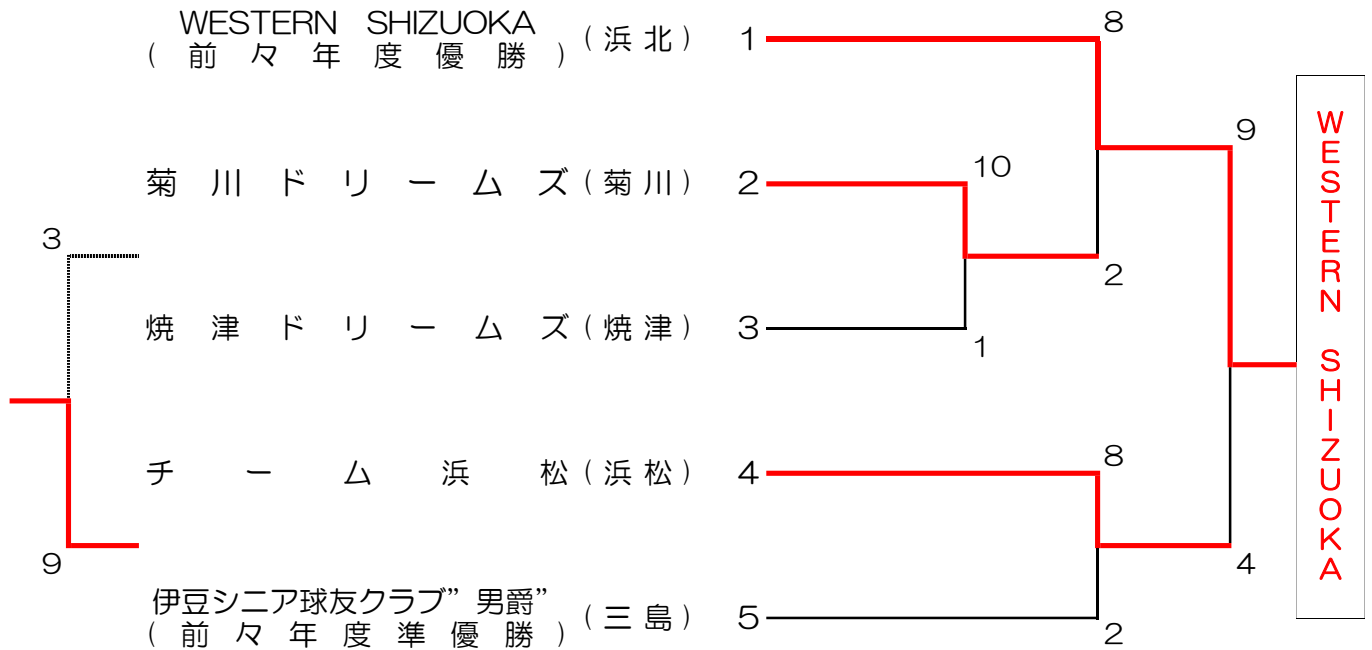 WESTERN SHIZUOKA
(前々年度優勝)
(浜北)
1
8
9
菊川ドリームズ(菊川)
2
10
3
2
焼津ドリームズ(焼津)
3
1
チーム浜松(浜松)
4
8
9
4
伊豆シニア球友クラブ”男爵”
(前々年度準優勝)
(三島)
5
2
WESTERN SHIZUOKA